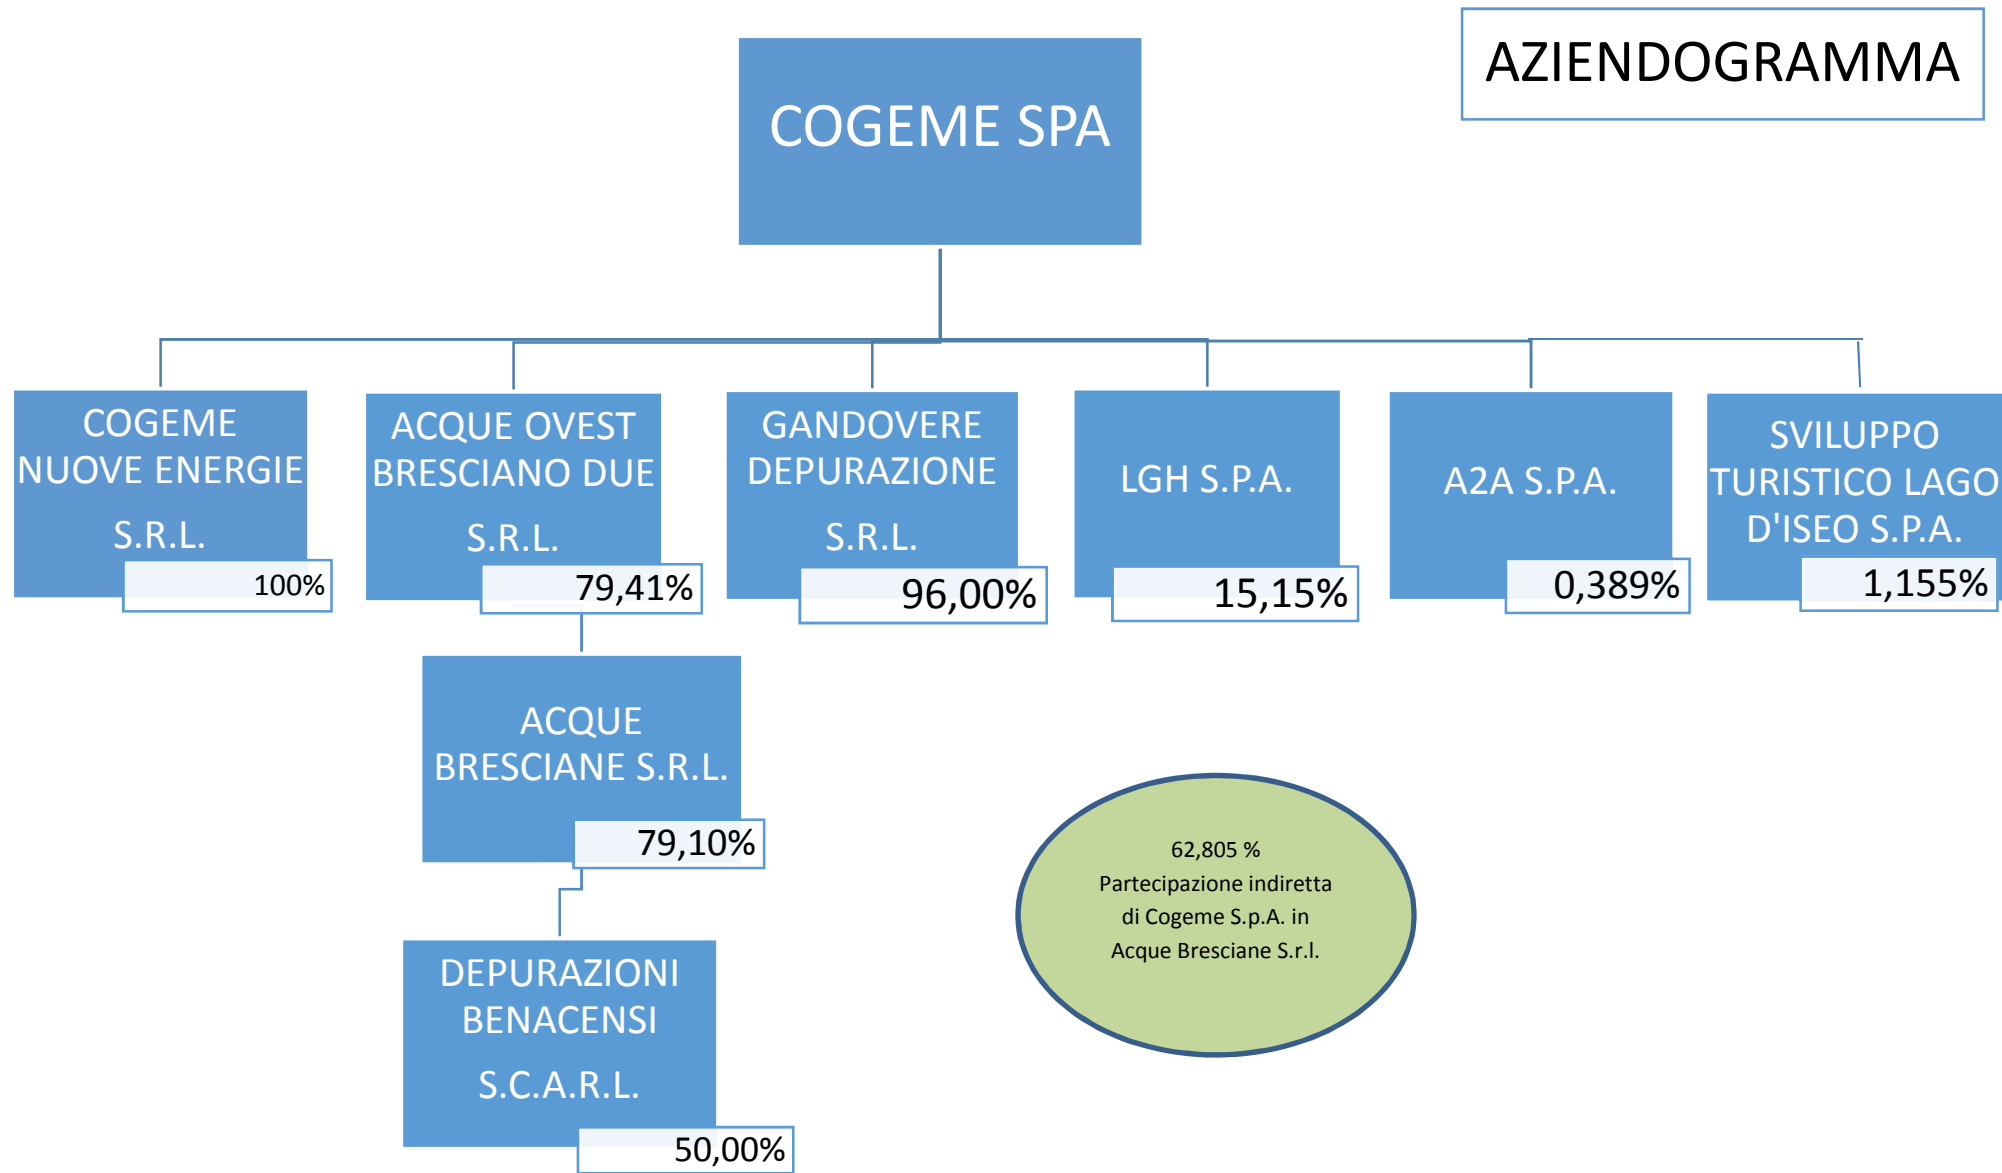 AZIENDOGRAMMA
COGEME SPA
COGEME
NUOVE ENERGIE
S.R.L.
100%
ACQUE OVEST
BRESCIANO DUE
S.R.L.
79,41%
GANDOVERE
DEPURAZIONE
S.R.L.
96,00%
LGH S.P.A.
15,15%
A2A S.P.A.
0,389%
SVILUPPO
TURISTICO LAGO
D'ISEO S.P.A.
1,155%
ACQUE
BRESCIANE S.R.L.
79,10%
62,805 %
Partecipazione indiretta
di Cogeme S.p.A. in
Acque Bresciane S.r.l.
DEPURAZIONI
BENACENSI
S.C.A.R.L.
50,00%